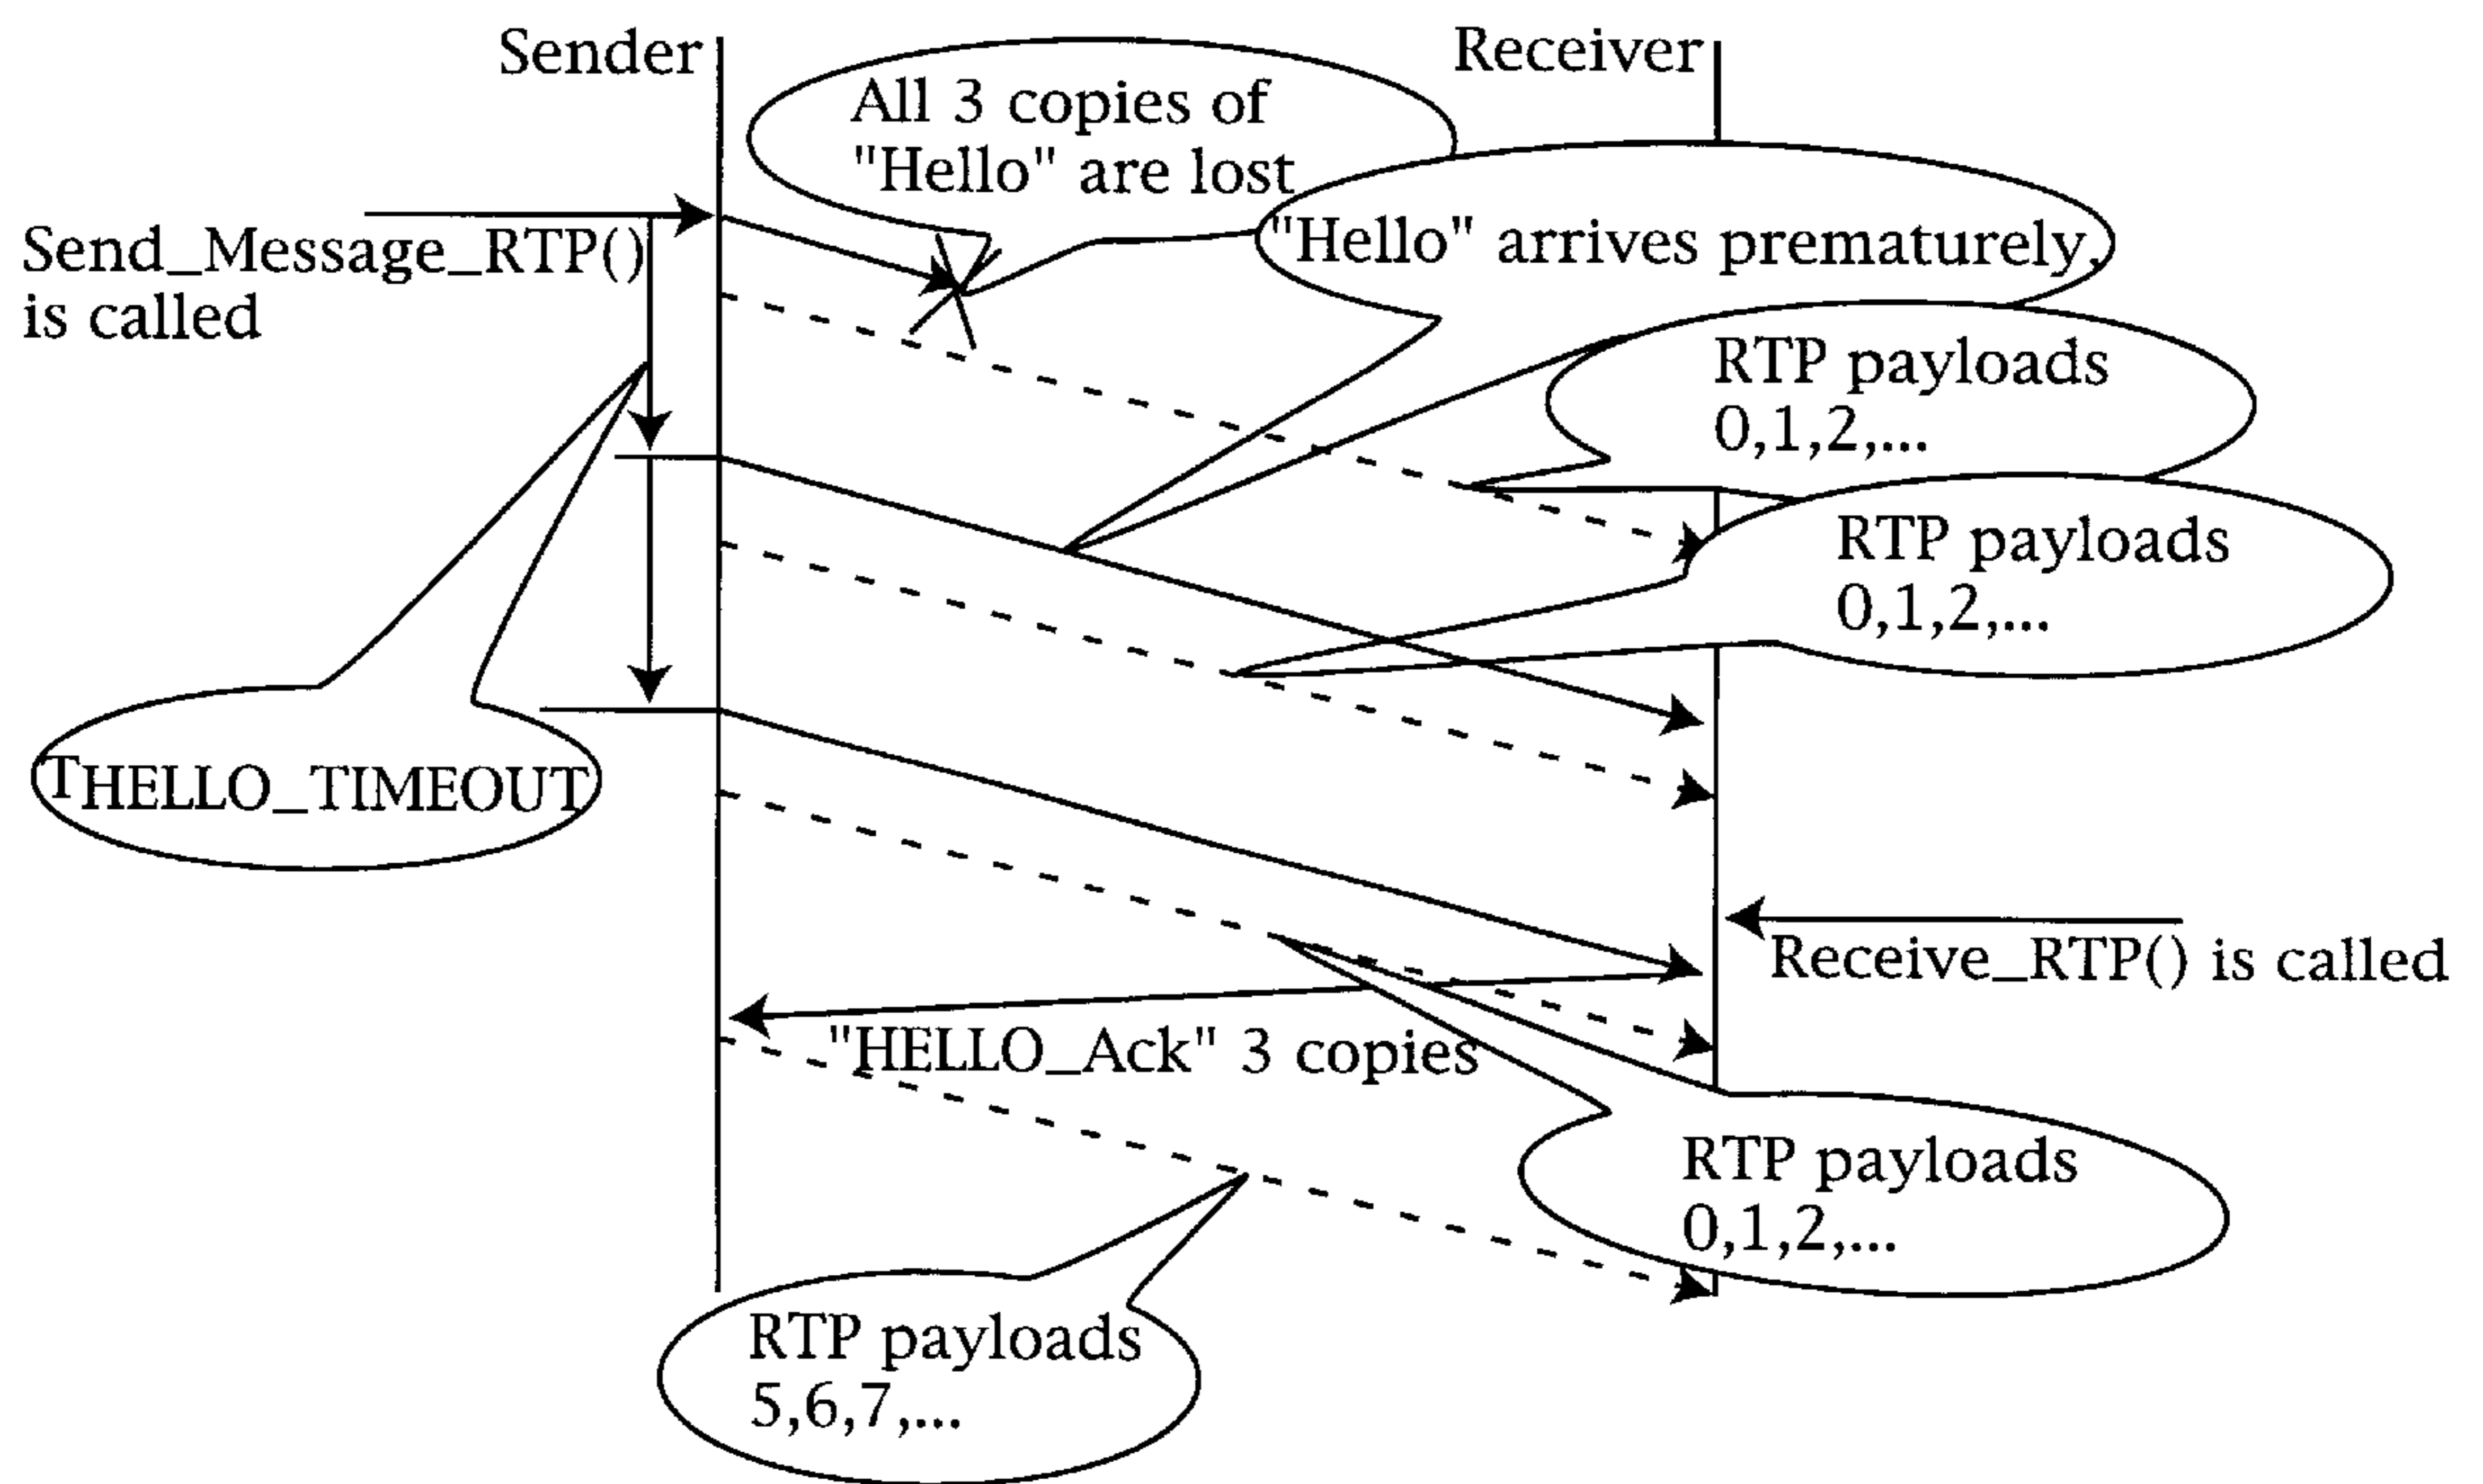 Sender
Receiver
All 3 copies of
"Hello" are lost
Send_Message_RTP()
is called
"Hello" arrives prematurely.
RTP payloads
0,1,2,...
RTP payloads
0,1,2,...
THELLO_TIMEOUT
Receive_RTP() is called
"HELLO_Ack" 3 copies
RTP payloads
0,1,2,...
RTP payloads
5,6,7,...